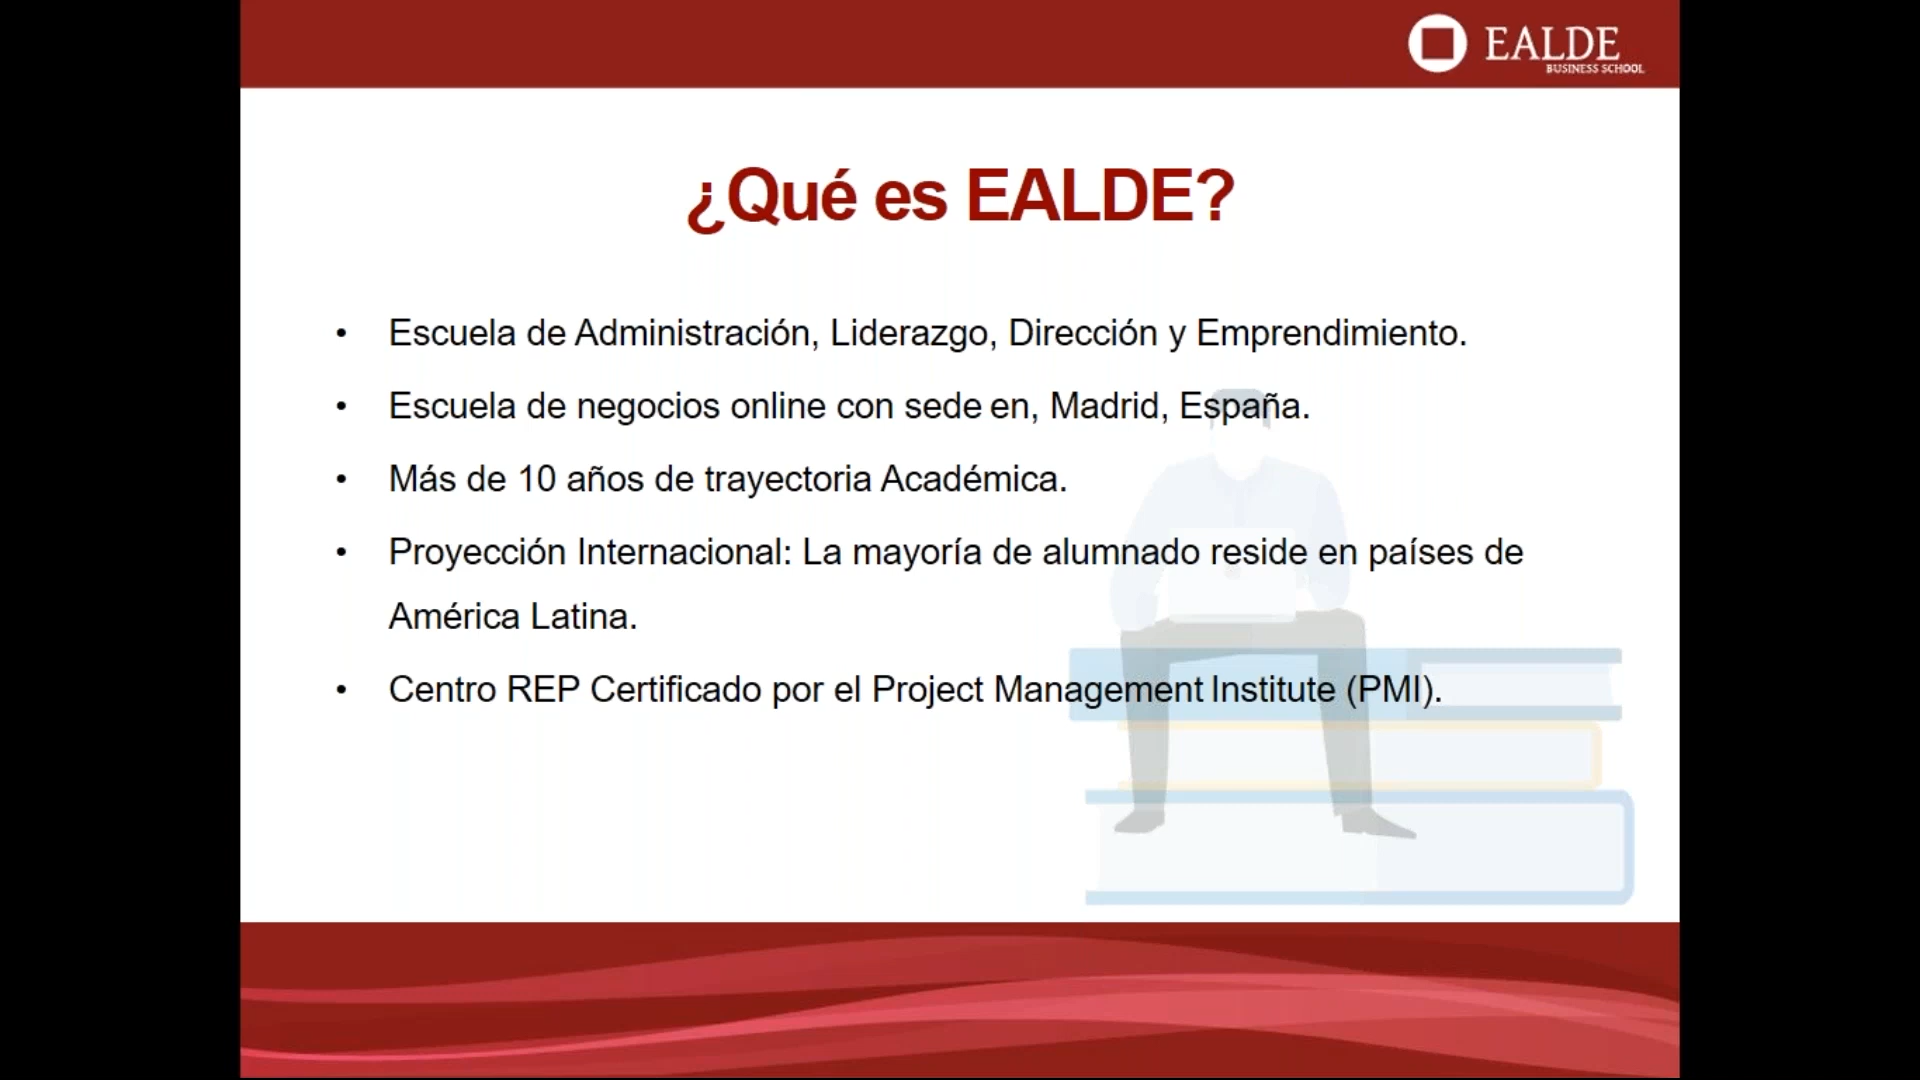 EALDE
BUSINESS SCHOOL
¿Qué es EALDE?
• Escuela de Administración, Liderazgo, Dirección y Emprendimiento.
• Escuela de negocios online con sede en, Madrid, España.
• Más de 10 años de trayectoria Académica.
• Proyección Internacional: La mayoría de alumnado reside en países de
América Latina.
• Centro REP Certificado por el Project Management Institute (PMI).